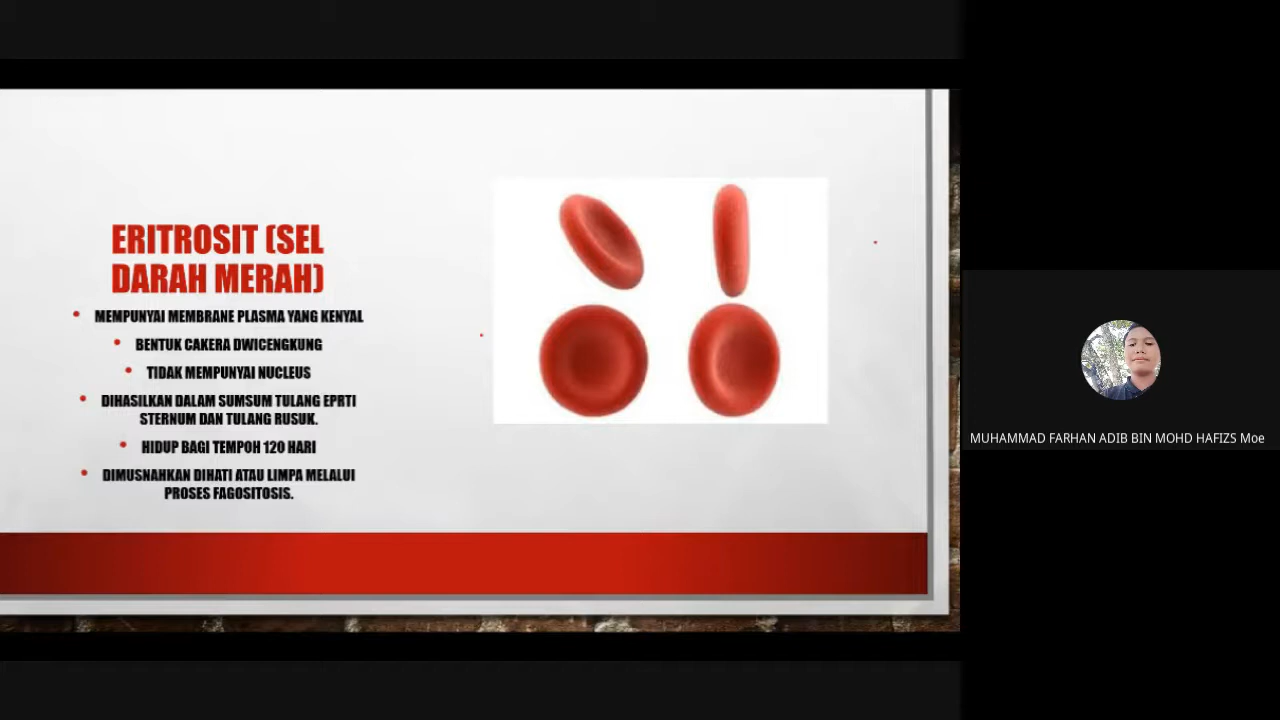 ERITROSIT (SEL
DARAH MERAH)
• MEMPUNYAI MEMBRANE PLASMA YANG KENYAL
• BENTUK CAKERA DWICENGKUNG
• TIDAK MEMPUNYAI NUCLEUS
• DIHASILKAN DALAM SUMSUM TULANG EPRTI
STERNUM DAN TULANG RUSUK.
• HIDUP BAGI TEMPOH 120 HARI
• DIMUSNAHKAN DIHATI ATAU LIMPA MELALUI
PROSES FAGOSITOSIS.
MUHAMMAD FARHAN ADIB BIN MOHD HAFIZS Moe